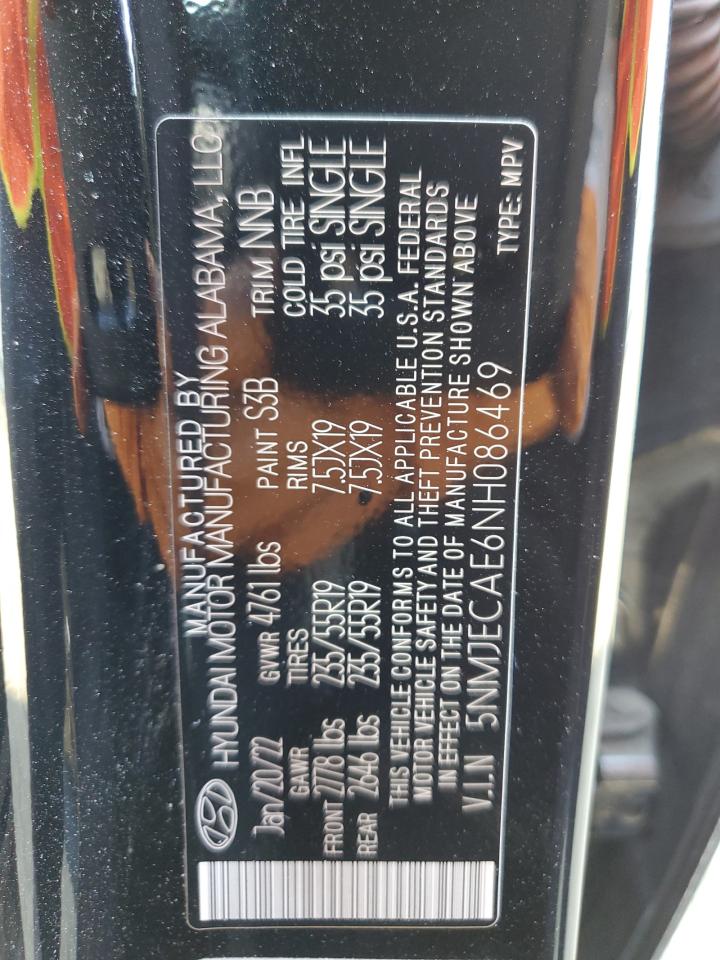 MANUFACTURED BY
HYUNDAI MOTOR MANUFACTURING ALABAMA, LLC
Jan/20/22 GVWR 4761 lbs PAINT S3B TRIM NNB
GAWR TIRES RIMS COLD TIRE INFL
FRONT 2778 lbs 235/55R19 7.5JX19 35 psi SINGLE
REAR 2646 lbs 235/55R19 7.5JX19 35 psi SINGLE
THIS VEHICLE CONFORMS TO ALL APPLICABLE U.S.A. FEDERAL
MOTOR VEHICLE SAFETY AND THEFT PREVENTION STANDARDS
IN EFFECT ON THE DATE OF MANUFACTURE SHOWN ABOVE
V.I.N 5NMJECAE6NH086469 TYPE: MPV